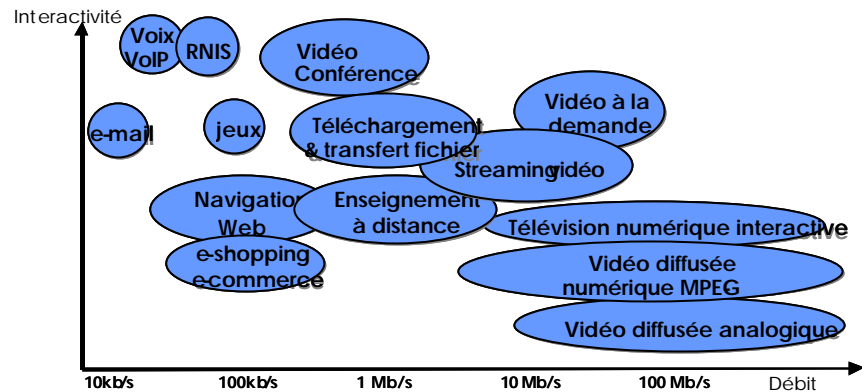 Interactivité
Voix
VoIP
RNIS
Vidéo
Conférence
Vidéo à la
demande
e-mail
jeux
Téléchargement
& transfert fichier
Streaming vidéo
Navigation
Web
Enseignement
à distance
Télévision numérique interactive
e-shopping
e-commerce
Vidéo diffusée
numérique MPEG
Vidéo diffusée analogique
10kb/s 100kb/s 1 Mb/s 10 Mb/s 100 Mb/s
Débit